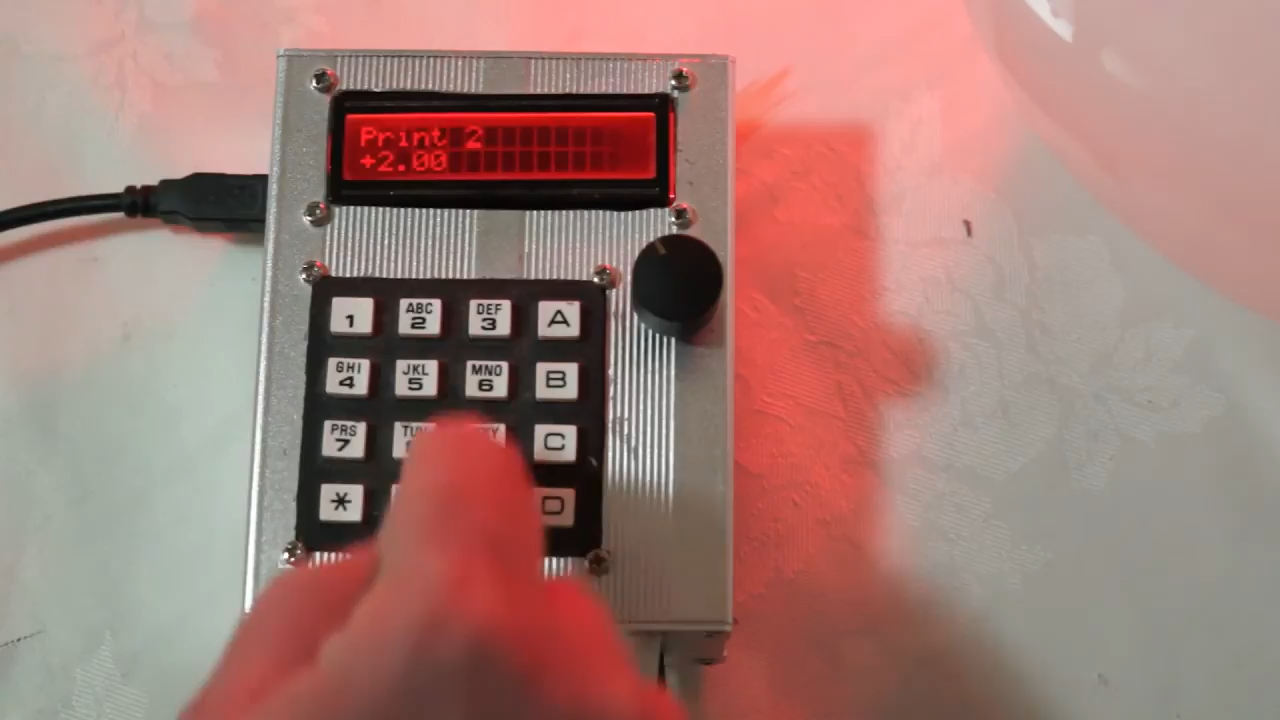 Print 2
+2.00
1 ABC 2 DEF 3 A
GHI 4 JKL 5 MNO 6 B
PRS 7 C
* D